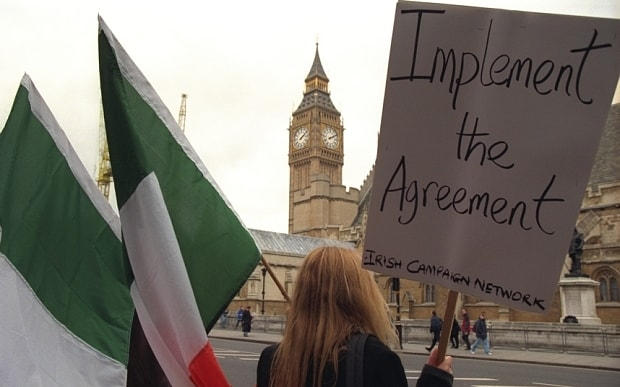 Implement
the
Agreement
IRISH CAMPAIGN NETWORK